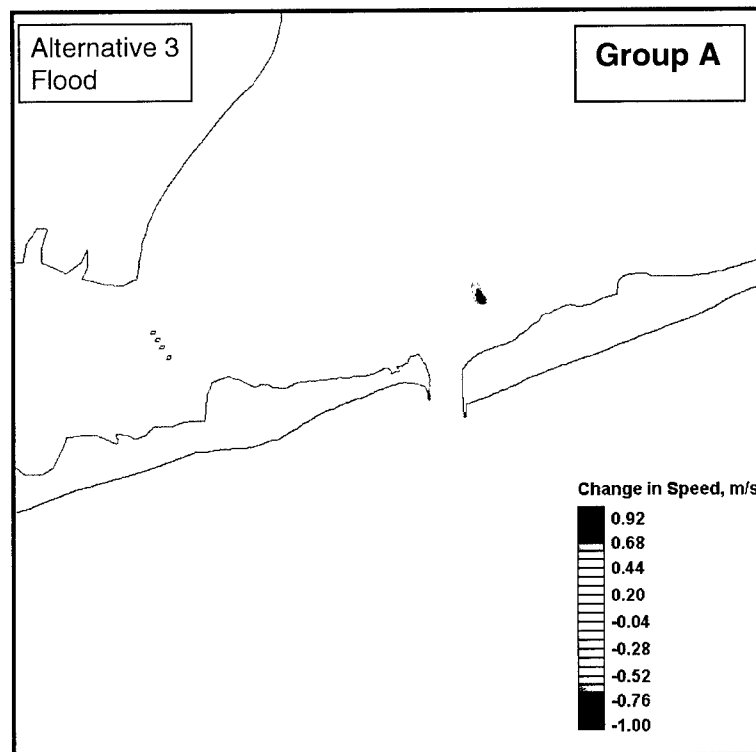 Alternative 3
Flood
Group A
Change in Speed, m/s
0.92
0.68
0.44
0.20
-0.04
-0.28
-0.52
-0.76
-1.00